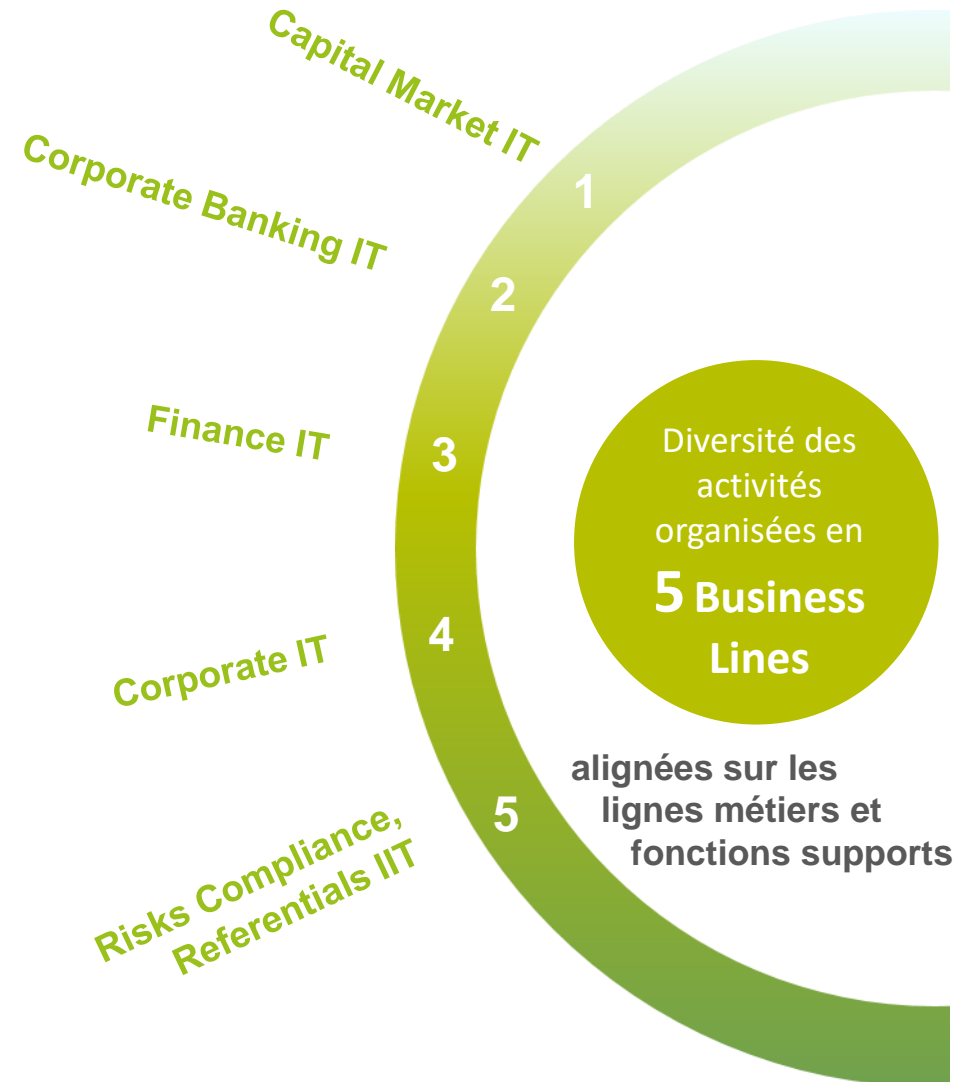 Capital Market IT
1
Corporate Banking IT
2
Finance IT
3
Corporate IT
4
Risks Compliance,
Referentials IIT
5
Diversité des
activités
organisées en
5 Business
Lines
alignées sur les
lignes métiers et
fonctions supports